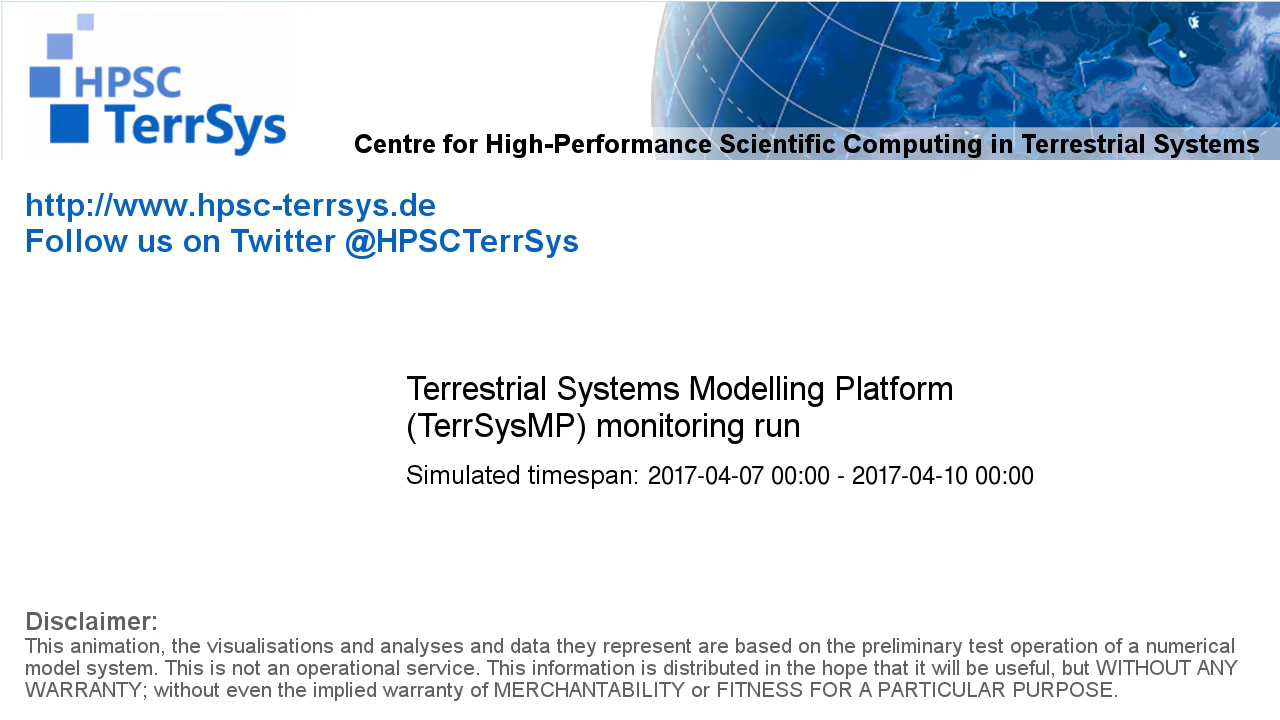 HPSC
TerrSys
Centre for High-Performance Scientific Computing in Terrestrial Systems
http://www.hpsc-terrsys.de
Follow us on Twitter @HPSCTerrSys
Terrestrial Systems Modelling Platform
(TerrSysMP) monitoring run
Simulated timespan: 2017-04-07 00:00 - 2017-04-10 00:00
Disclaimer:
This animation, the visualisations and analyses and data they represent are based on the preliminary test operation of a numerical
model system. This is not an operational service. This information is distributed in the hope that it will be useful, but WITHOUT ANY
WARRANTY; without even the implied warranty of MERCHANTABILITY or FITNESS FOR A PARTICULAR PURPOSE.